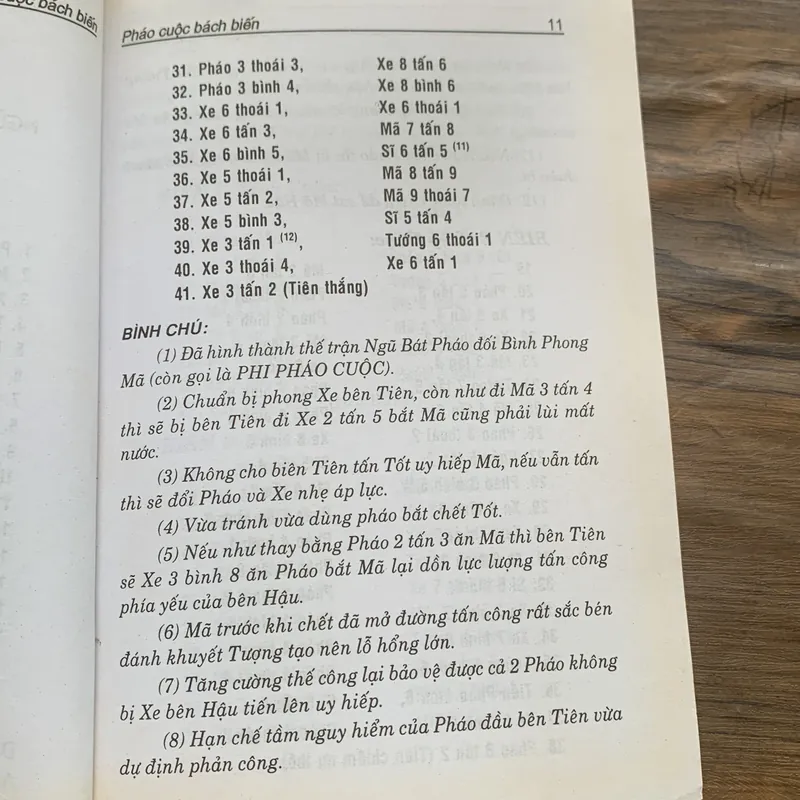 ộc bách biến
Pháo cuộc bách biến 11
31. Pháo 3 thoái 3, Xe 8 tấn 6
32. Pháo 3 bình 4, Xe 8 bình 6
33. Xe 6 thoái 1, Xe 6 thoái 1
34. Xe 6 tấn 3, Mã 7 tấn 8
35. Xe 6 bình 5, Sĩ 6 tấn 5 (11)
36. Xe 5 thoái 1, Mã 8 tấn 9
37. Xe 5 tấn 2, Mã 9 thoái 7
38. Xe 5 bình 3, Sĩ 5 tấn 4
39. Xe 3 tấn 1 (12), Tướng 6 thoái 1
40. Xe 3 thoái 4, Xe 6 tấn 1
41. Xe 3 tấn 2 (Tiên thắng)
BÌNH CHÚ:
(1) Đã hình thành thế trận Ngũ Bát Pháo đối Bình Phong
Mã (còn gọi là PHI PHÁO CUỘC).
(2) Chuẩn bị phong Xe bên Tiên, còn như đi Mã 3 tấn 4
thì sẽ bị bên Tiên đi Xe 2 tấn 5 bắt Mã cũng phải lùi mất
nước.
(3) Không cho biên Tiên tấn Tốt uy hiếp Mã, nếu vẫn tấn
thì sẽ đổi Pháo và Xe nhẹ áp lực.
(4) Vừa tránh vừa dùng pháo bắt chết Tốt.
(5) Nếu như thay bằng Pháo 2 tấn 3 ăn Mã thì bên Tiên
sẽ Xe 3 bình 8 ăn Pháo bắt Mã lại dồn lực lượng tấn công
phía yếu của bên Hậu.
(6) Mã trước khi chết đã mở đường tấn công rất sắc bén
đánh khuyết Tượng tạo nên lỗ hổng lớn.
(7) Tăng cường thế công lại bảo vệ được cả 2 Pháo không
bị Xe bên Hậu tiến lên uy hiếp.
(8) Hạn chế tầm nguy hiểm của Pháo đầu bên Tiên vừa
dự định phản công.